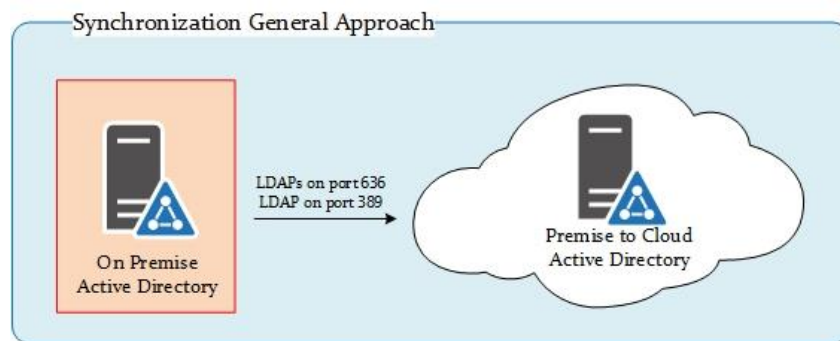 Synchronization General Approach
LDAPs on port 636
LDAP on port 389
On Premise
Active Directory
Premise to Cloud
Active Directory